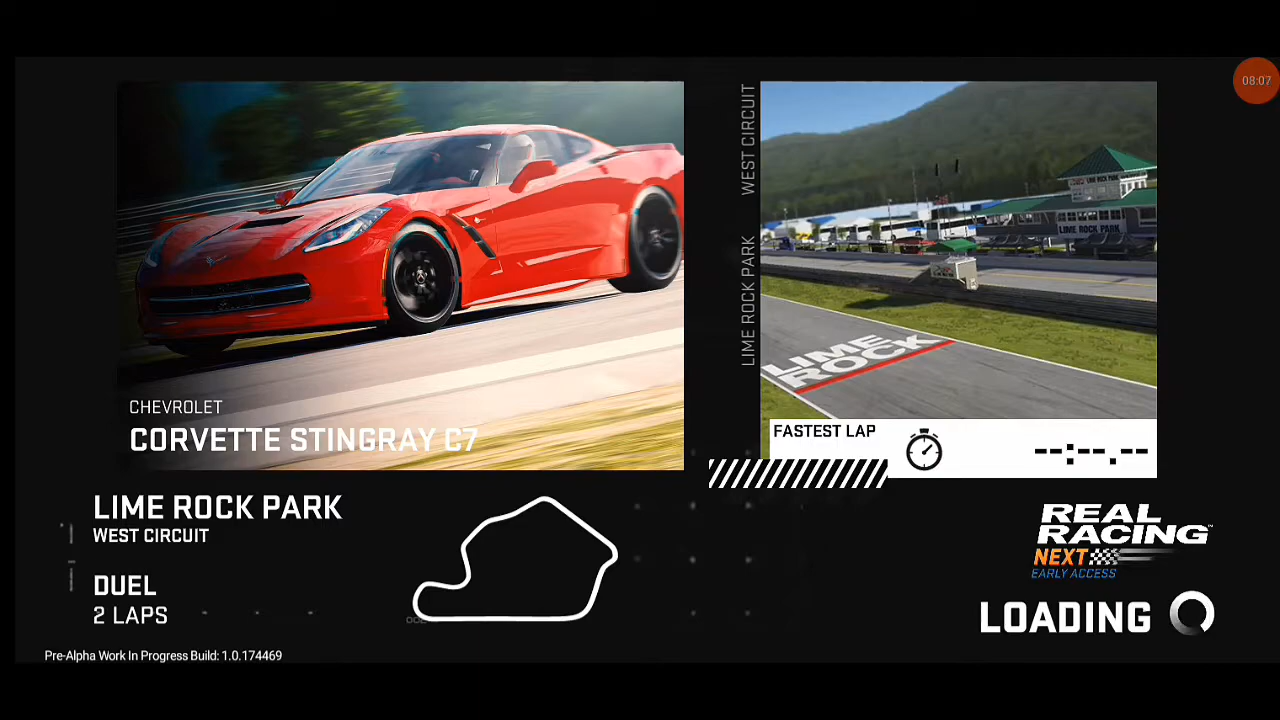 08:07
WEST CIRCUIT
LIME ROCK PARK
LIME ROCK PARK
LIME
ROCK
CHEVROLET
CORVETTE STINGRAY C7
FASTEST LAP
--:--.--
LIME ROCK PARK
WEST CIRCUIT
DUEL
2 LAPS
REAL
RACING™
NEXT
EARLY ACCESS
LOADING
Pre-Alpha Work In Progress Build: 1.0.174469